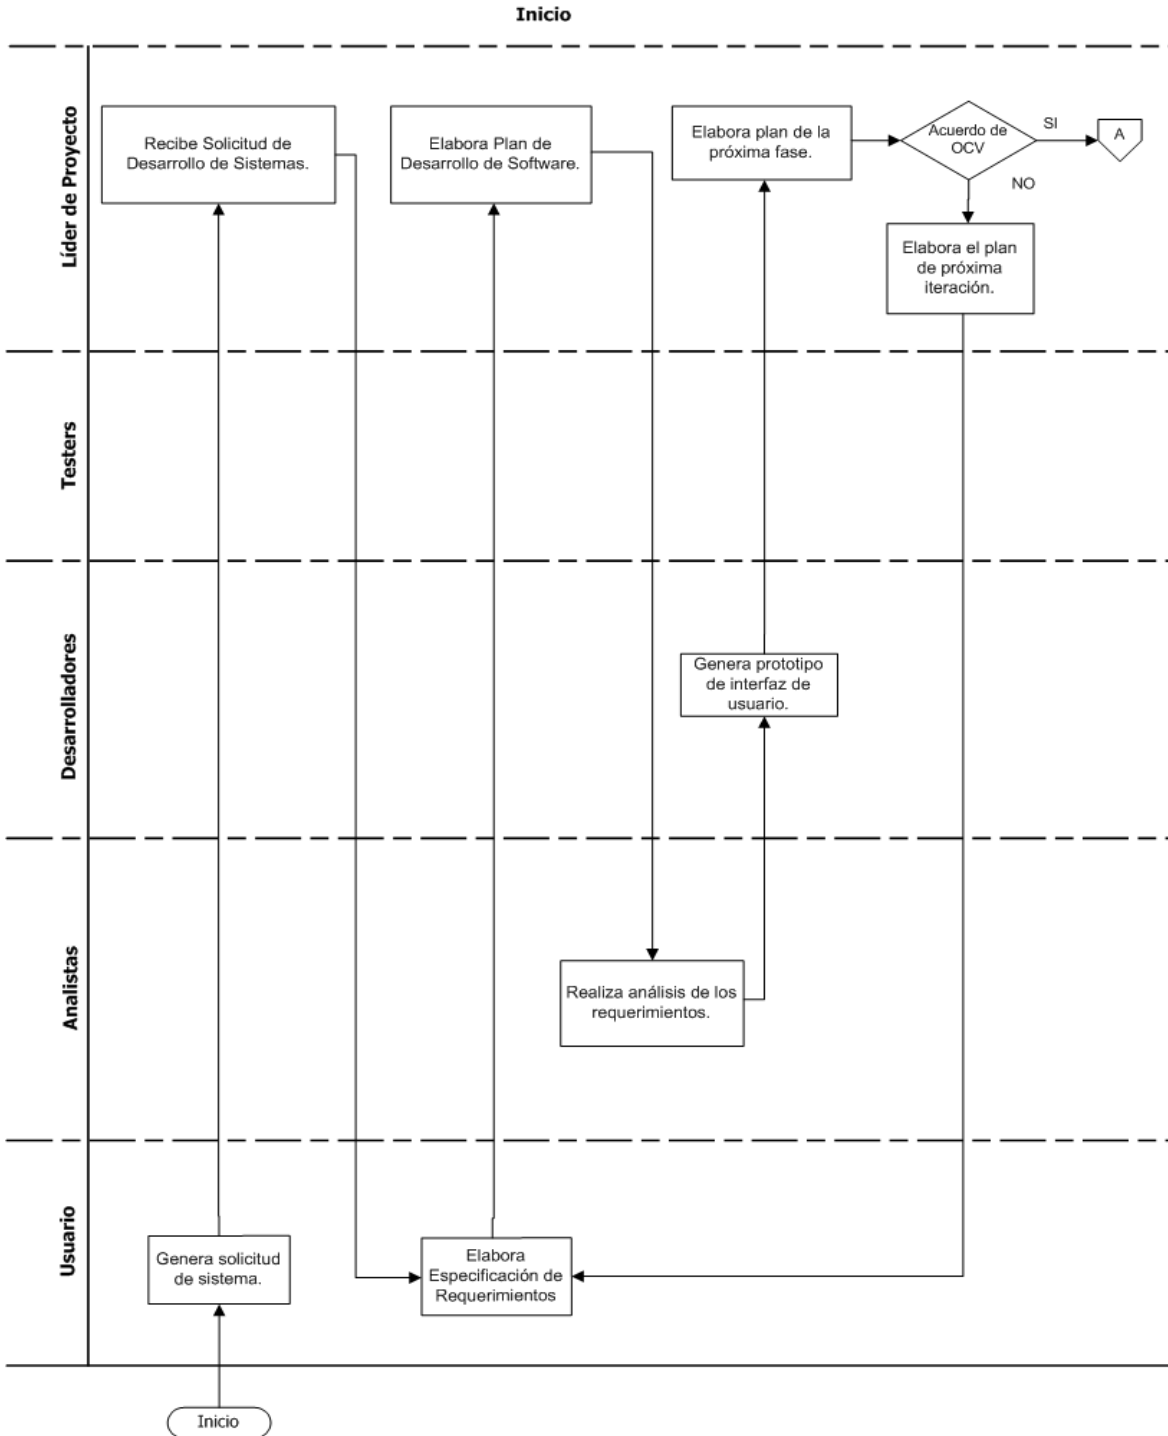 Inicio
Líder de Proyecto
Recibe Solicitud de
Desarrollo de Sistemas.
Elabora Plan de
Desarrollo de Software.
Elabora plan de la
próxima fase.
Acuerdo de
OCV
SI
A
NO
Elabora el plan
de próxima
iteración.
Testers
Desarrolladores
Genera prototipo
de interfaz de
usuario.
Analistas
Realiza análisis de los
requerimientos.
Usuario
Genera solicitud
de sistema.
Elabora
Especificación de
Requerimientos
Inicio